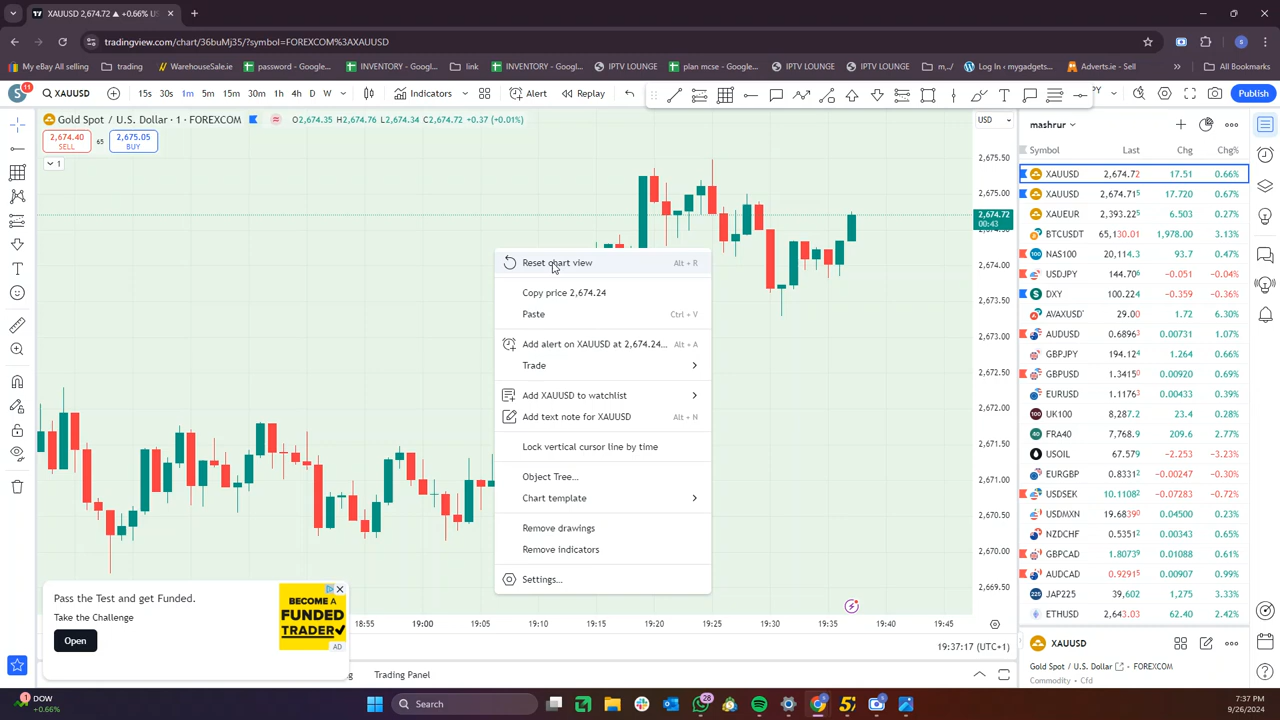 XAUUSD 2,674.72 ▲ +0.66% US
tradingview.com/chart/36buMj35/?symbol=FOREXCOM%3AXAUUSD
My eBay All selling
trading
WarehouseSale.ie
password - Google...
INVENTORY - Googl...
link
INVENTORY - Googl...
IPTV LOUNGE
plan mcse - Google...
IPTV LOUNGE
IPTV LOUNGE
m,../
Log In ‹ mygadgets...
Adverts.ie - Sell
All Bookmarks
S
11
XAUUSD
15s 30s 1m 5m 15m 30m 1h 4h D W
Indicators
Alert
Replay
Publish
Gold Spot / U.S. Dollar · 1 · FOREXCOM
O2,674.35 H2,674.76 L2,674.34 C2,674.72 +0.37 (+0.01%)
USD
2,674.40
SELL
65
2,675.05
BUY
1
2,675.50
2,675.00
2,674.72
00:43
2,674.00
2,673.50
2,673.00
2,672.50
2,672.00
2,671.50
2,671.00
2,670.50
2,670.00
2,669.50
Reset chart view Alt + R
Copy price 2,674.24
Paste Ctrl + V
Add alert on XAUUSD at 2,674.24... Alt + A
Trade
Add XAUUSD to watchlist
Add text note for XAUUSD Alt + N
Lock vertical cursor line by time
Object Tree...
Chart template
Remove drawings
Remove indicators
Settings...
Pass the Test and get Funded.
Take the Challenge
Open
BECOME A
FUNDED
TRADER
AD
18:55 19:00 19:05 19:10 19:15 19:20 19:25 19:30 19:35 19:40 19:45
19:37:17 (UTC+1)
Trading Panel
mashrur
Symbol Last Chg Chg%
XAUUSD 2,674.72 17.51 0.66%
XAUUSD 2,674.71⁵ 17.720 0.67%
XAUEUR 2,393.22⁵ 6.503 0.27%
BTCUSDT 65,130.01 1,978.00 3.13%
NAS100 20,114.3 93.7 0.47%
USDJPY 144.70⁶ −0.051 −0.04%
DXY 100.224 −0.359 −0.36%
AVAXUSD 29.00 1.72 6.30%
AUDUSD 0.6896³ 0.00731 1.07%
GBPJPY 194.12⁴ 1.264 0.66%
GBPUSD 1.3415⁰ 0.00920 0.69%
EURUSD 1.1176³ 0.00433 0.39%
UK100 8,287.2 23.4 0.28%
FRA40 7,768.9 209.6 2.77%
USOIL 67.579 −2.253 −3.23%
EURGBP 0.8331² −0.00247 −0.30%
USDSEK 10.1108² −0.07283 −0.72%
USDMXN 19.6839⁰ 0.04500 0.23%
NZDCHF 0.5351² 0.00343 0.65%
GBPCAD 1.8073⁹ 0.01088 0.61%
AUDCAD 0.9291⁵ 0.00907 0.99%
JAP225 39,602 1,275 3.33%
ETHUSD 2,643.03 62.40 2.42%
XAUUSD
Gold Spot / U.S. Dollar · FOREXCOM
Commodity · Cfd
DOW
+0.66%
Search
28
7:37 PM
9/26/2024